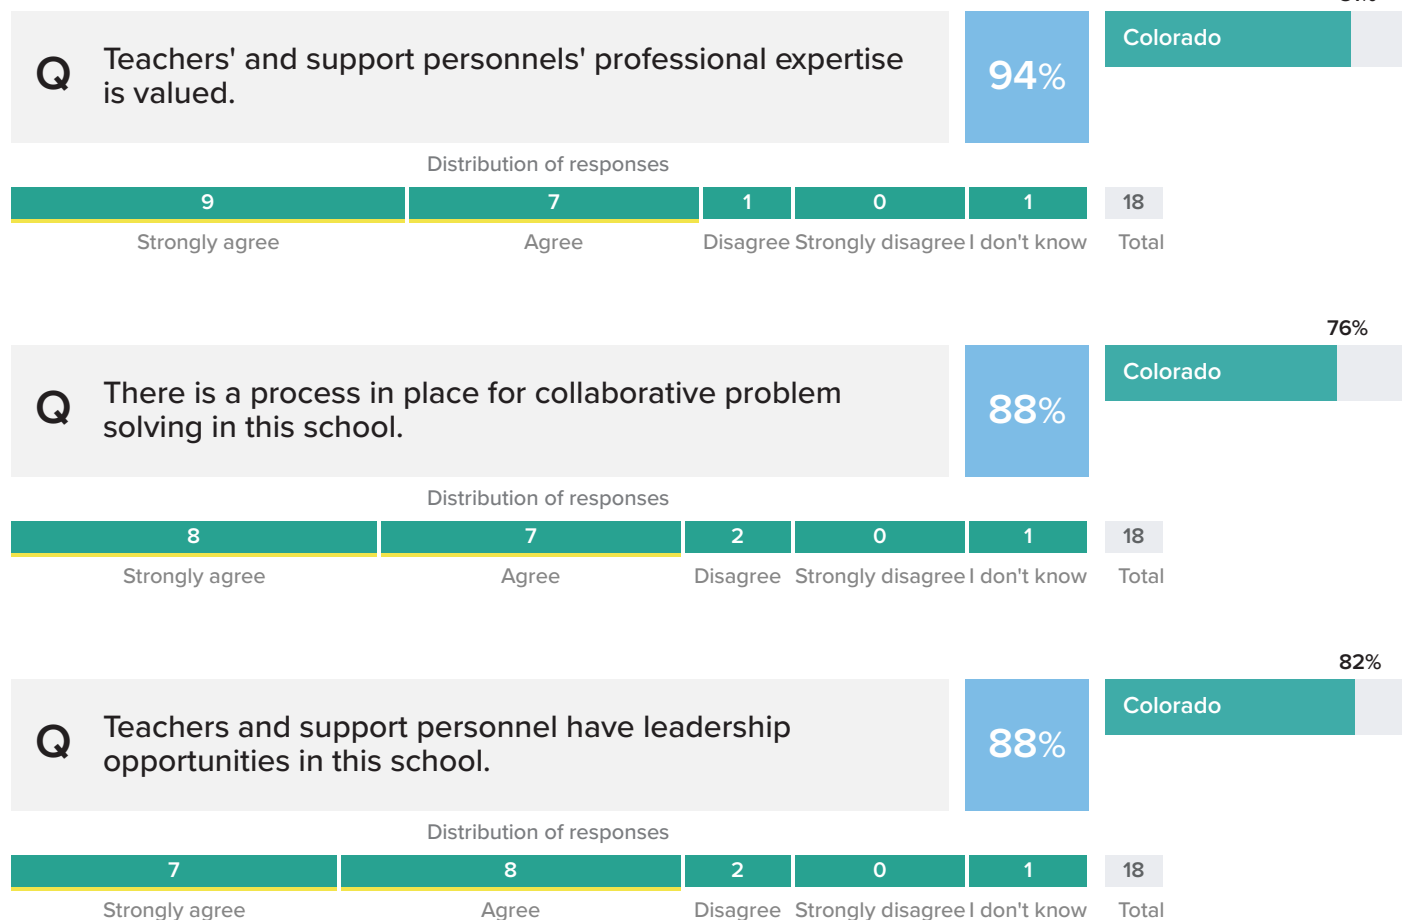 Q
Teachers' and support personnels' professional expertise
is valued.
94%
Colorado
Distribution of responses
9 7 1 0 1 18
Strongly agree Agree Disagree Strongly disagree I don't know Total
76%
Q
There is a process in place for collaborative problem
solving in this school.
88%
Colorado
Distribution of responses
8 7 2 0 1 18
Strongly agree Agree Disagree Strongly disagree I don't know Total
82%
Q
Teachers and support personnel have leadership
opportunities in this school.
88%
Colorado
Distribution of responses
7 8 2 0 1 18
Strongly agree Agree Disagree Strongly disagree I don't know Total